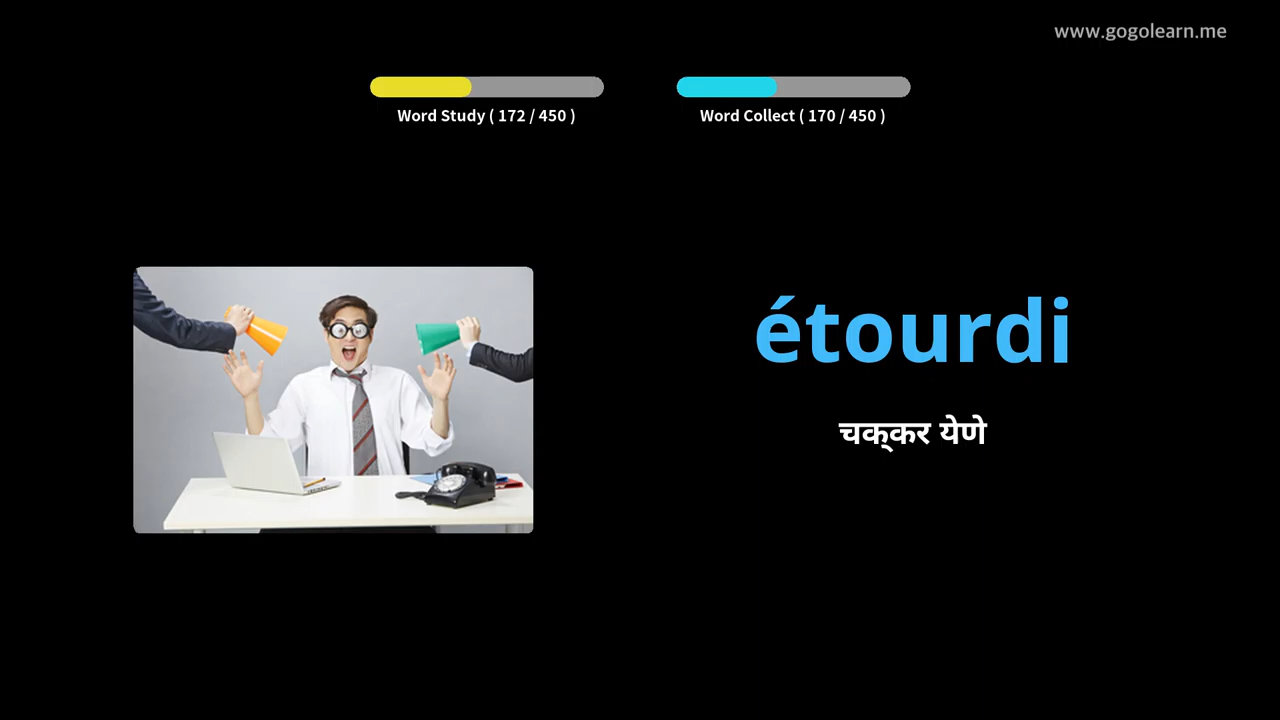 www.gogolearn.me
Word Study ( 172 / 450 )
Word Collect ( 170 / 450 )
étourdi
चक्कर येणे